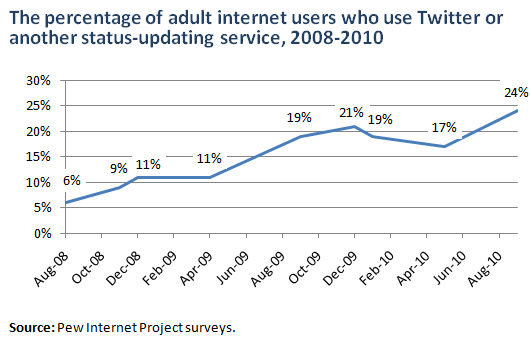 The percentage of adult internet users who use Twitter or
another status-updating service, 2008-2010
30%
25%
20%
15%
10%
5%
0%
6%
9%
11%
11%
19%
21%
19%
17%
24%
Aug-08
Oct-08
Dec-08
Feb-09
Apr-09
Jun-09
Aug-09
Oct-09
Dec-09
Feb-10
Apr-10
Jun-10
Aug-10
Source: Pew Internet Project surveys.